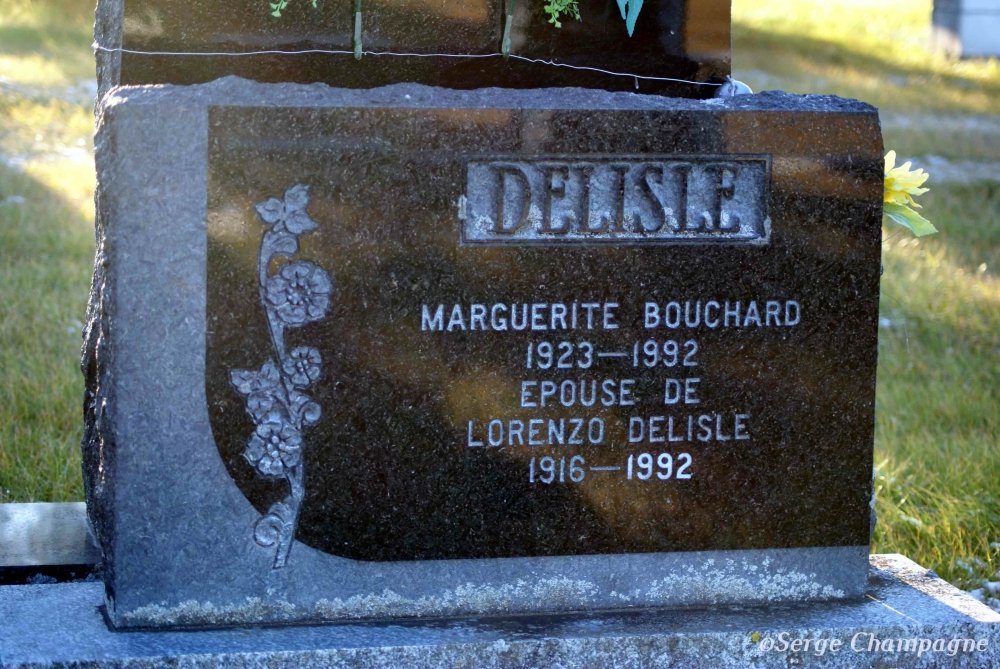 DELISLE
MARGUERITE BOUCHARD
1923—1992
EPOUSE DE
LORENZO DELISLE
1916—1992
©Serge Champagne